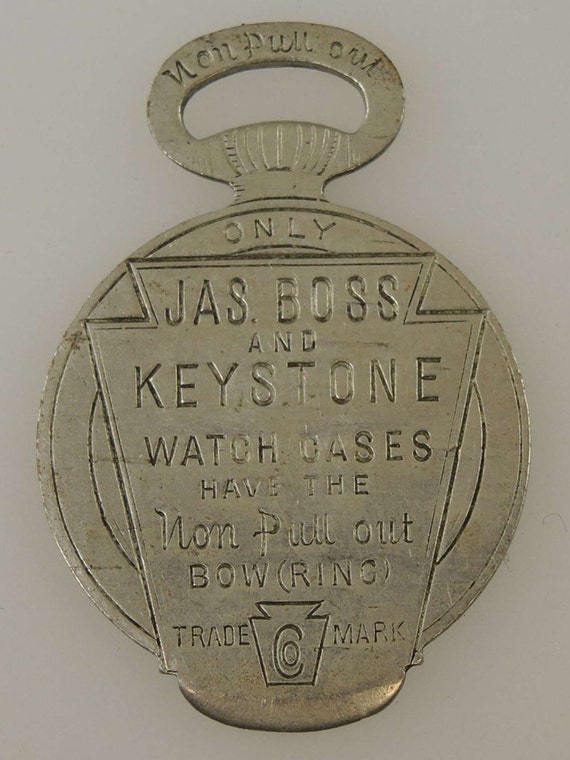 Non Pull out
ONLY
JAS. BOSS
AND
KEYSTONE
WATCH CASES
HAVE THE
Non Pull out
BOW (RING)
TRADE CO MARK